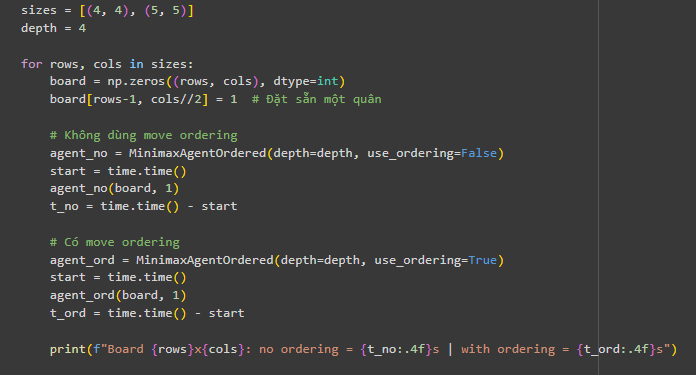 sizes = [(4, 4), (5, 5)]
depth = 4
for rows, cols in sizes:
    board = np.zeros((rows, cols), dtype=int)
    board[rows-1, cols//2] = 1  # Đặt sẵn một quân
    # Không dùng move ordering
    agent_no = MinimaxAgentOrdered(depth=depth, use_ordering=False)
    start = time.time()
    agent_no(board, 1)
    t_no = time.time() - start
    # Có move ordering
    agent_ord = MinimaxAgentOrdered(depth=depth, use_ordering=True)
    start = time.time()
    agent_ord(board, 1)
    t_ord = time.time() - start
    print(f"Board {rows}x{cols}: no ordering = {t_no:.4f}s | with ordering = {t_ord:.4f}s")